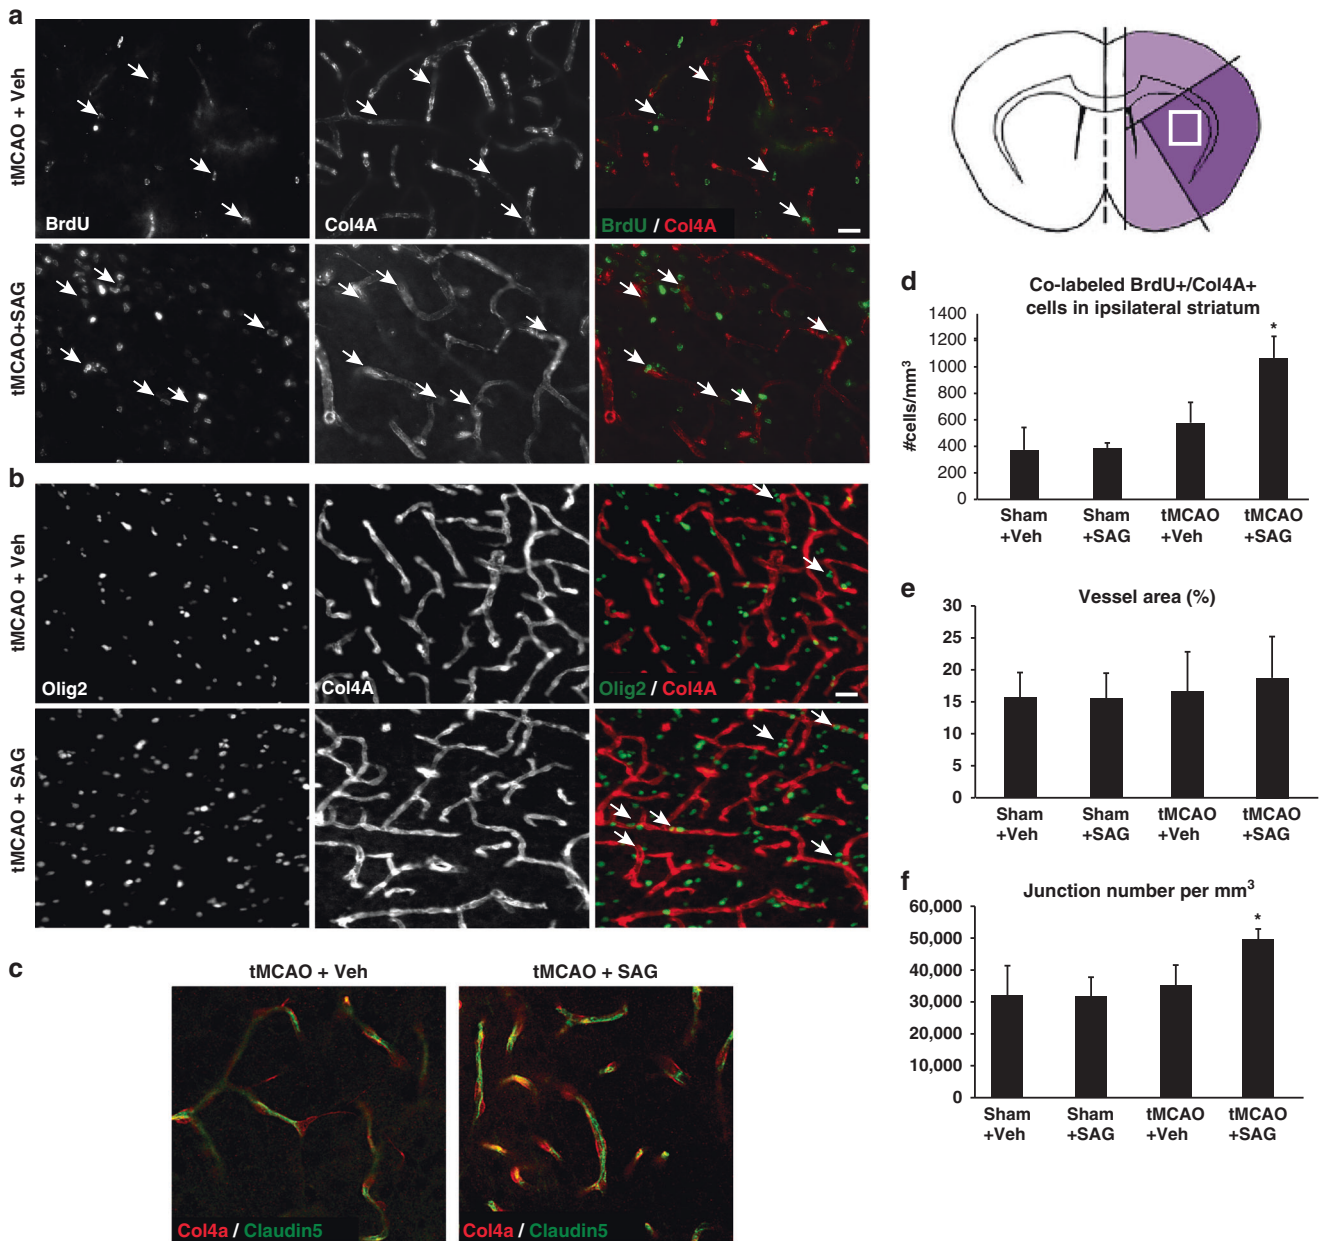 a
tMCAO + Veh
BrdU
Col4A
BrdU / Col4A
tMCAO+SAG
b
tMCAO + Veh
Olig2
Col4A
Olig2 / Col4A
tMCAO + SAG
c
tMCAO + Veh
tMCAO + SAG
Col4a / Claudin5
Col4a / Claudin5
d
Co-labeled BrdU+/Col4A+
cells in ipsilateral striatum
#cells/mm³
1400
1200
1000
800
600
400
200
0
*
Sham +Veh
Sham +SAG
tMCAO +Veh
tMCAO +SAG
e
Vessel area (%)
30
25
20
15
10
5
0
Sham +Veh
Sham +SAG
tMCAO +Veh
tMCAO +SAG
f
Junction number per mm³
60,000
50,000
40,000
30,000
20,000
10,000
0
*
Sham +Veh
Sham +SAG
tMCAO +Veh
tMCAO +SAG